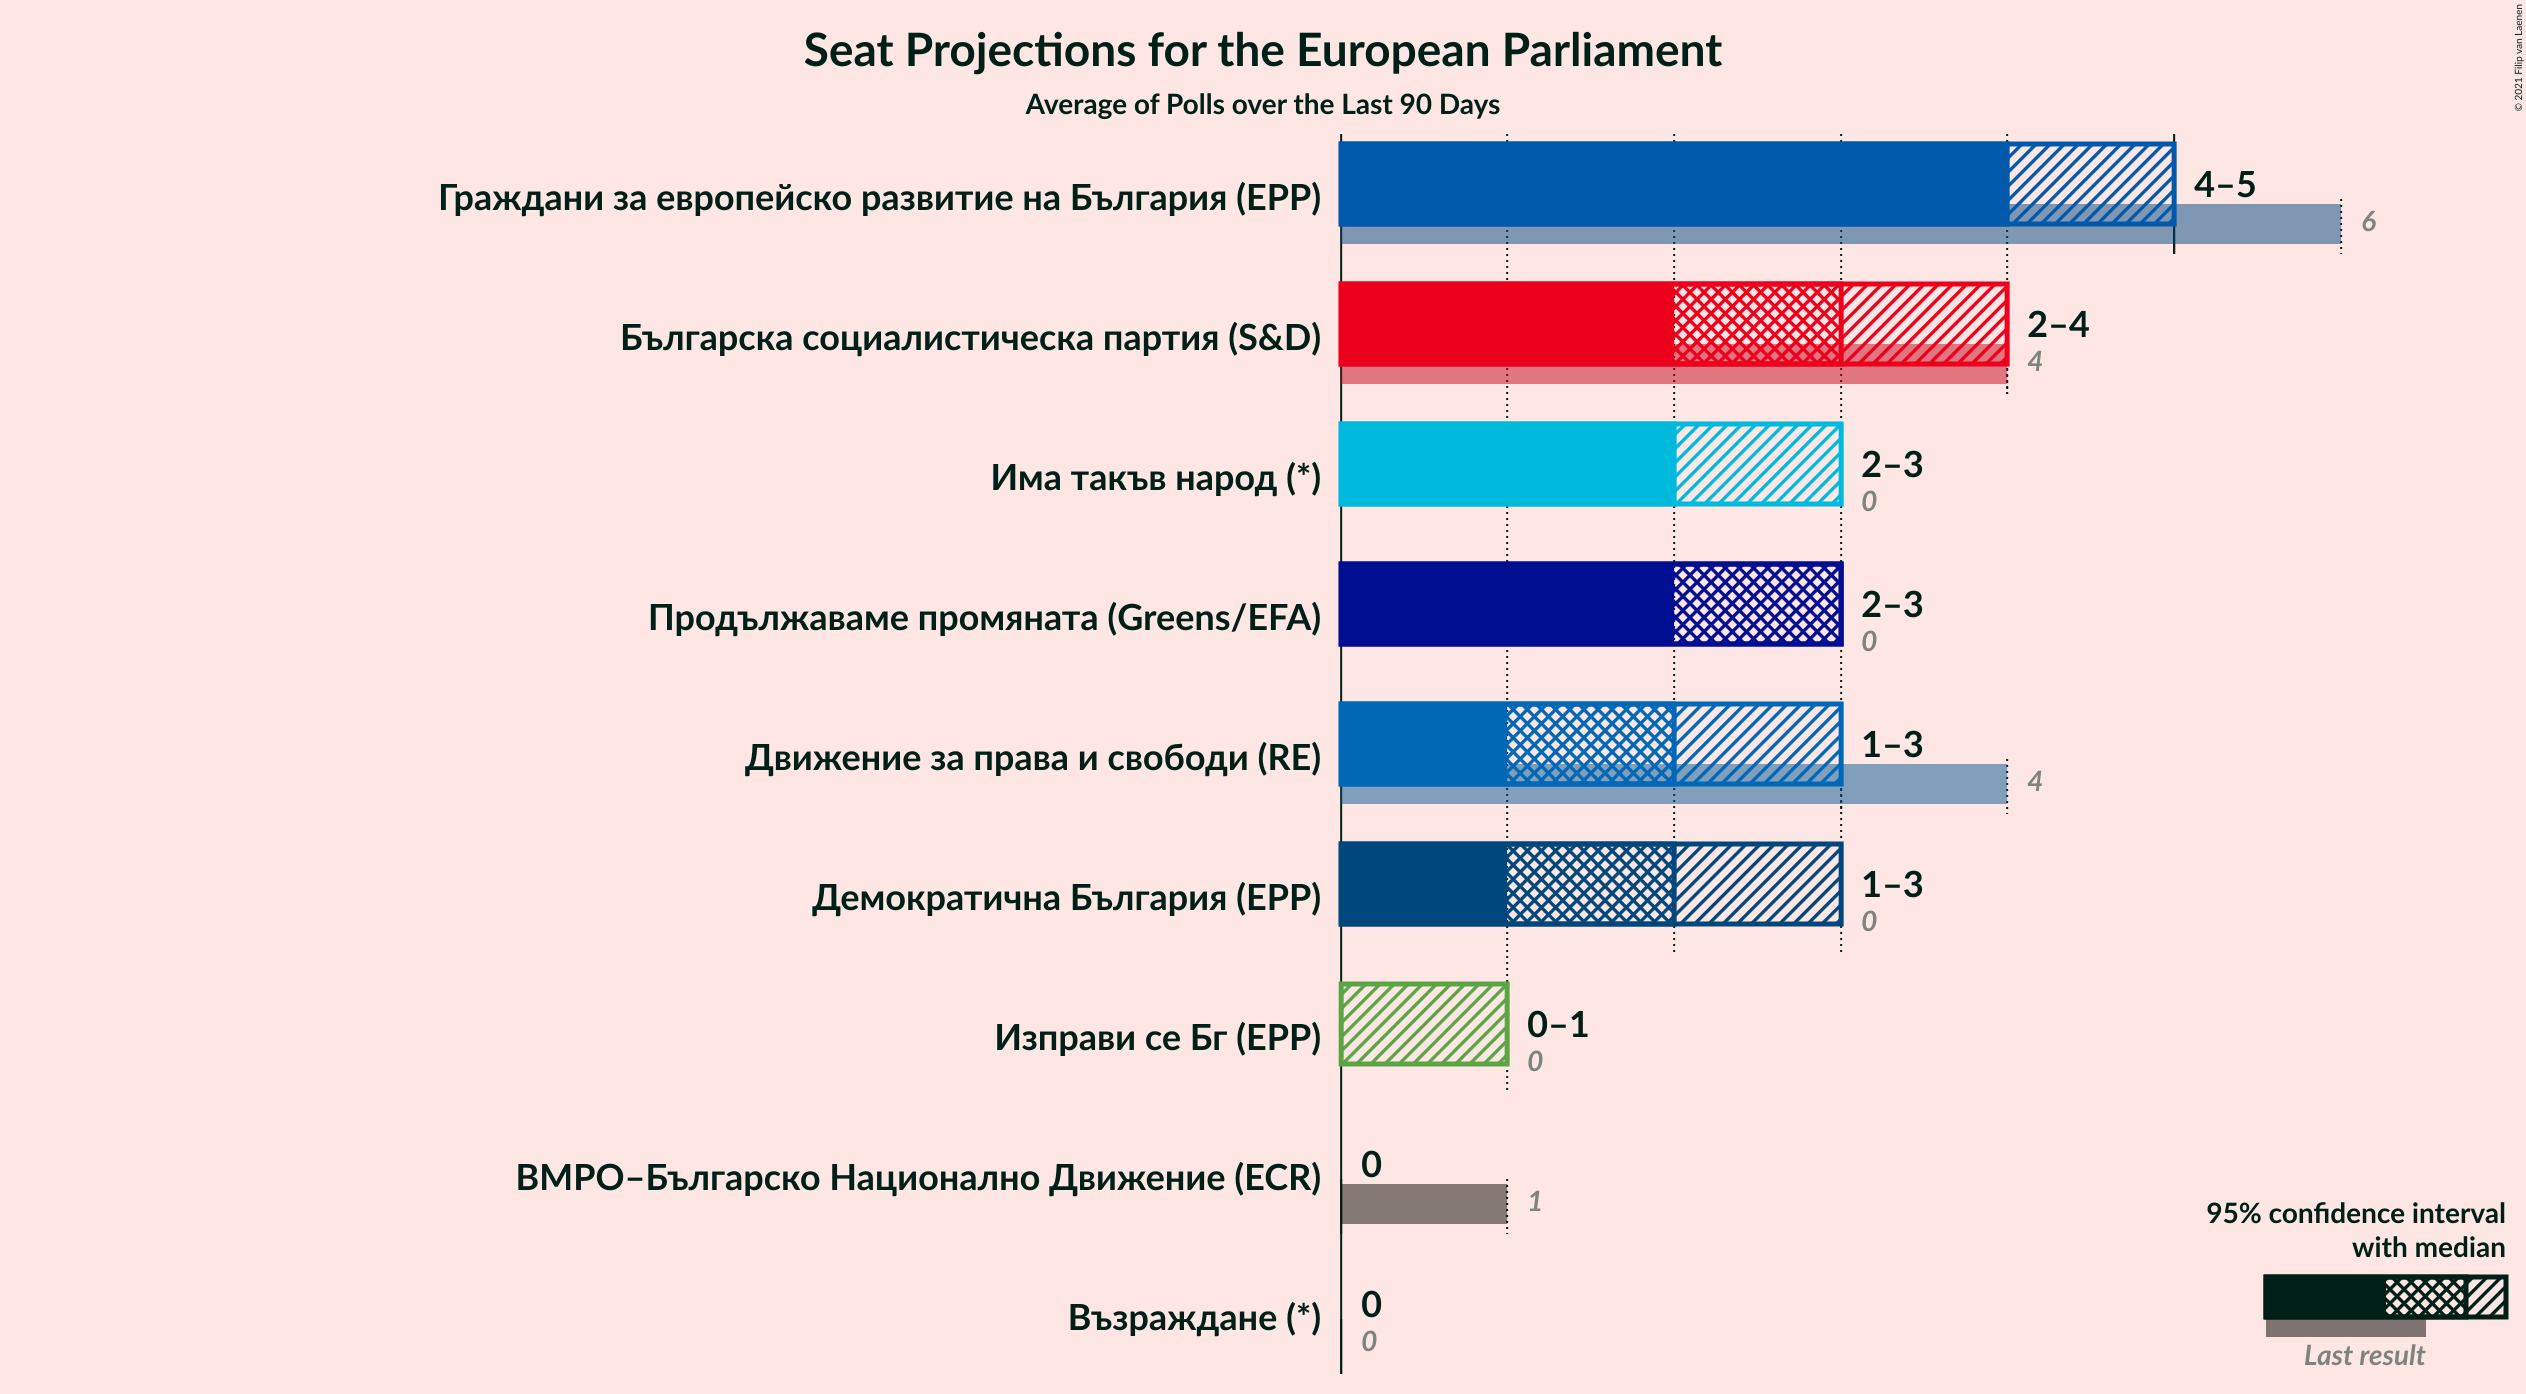 Seat Projections for the European Parliament
Average of Polls over the Last 90 Days
© 2021 Filip van Laenen
Граждани за европейско развитие на България (EPP)
4–5
6
Българска социалистическа партия (S&D)
2–4
4
Има такъв народ (*)
2–3
0
Продължаваме промяната (Greens/EFA)
2–3
0
Движение за права и свободи (RE)
1–3
4
Демократична България (EPP)
1–3
0
Изправи се Бг (EPP)
0–1
0
ВМРО–Българско Национално Движение (ECR)
0
1
Възраждане (*)
0
0
95% confidence interval
with median
Last result